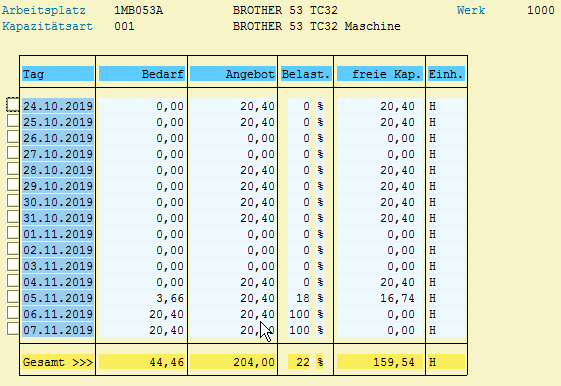 Arbeitsplatz 1MB053A BROTHER 53 TC32 Werk 1000
Kapazitätsart 001 BROTHER 53 TC32 Maschine
Tag Bedarf Angebot Belast. freie Kap. Einh.
24.10.2019 0,00 20,40 0 % 20,40 H
25.10.2019 0,00 20,40 0 % 20,40 H
26.10.2019 0,00 0,00 0 % 0,00 H
27.10.2019 0,00 0,00 0 % 0,00 H
28.10.2019 0,00 20,40 0 % 20,40 H
29.10.2019 0,00 20,40 0 % 20,40 H
30.10.2019 0,00 20,40 0 % 20,40 H
31.10.2019 0,00 20,40 0 % 20,40 H
01.11.2019 0,00 0,00 0 % 0,00 H
02.11.2019 0,00 0,00 0 % 0,00 H
03.11.2019 0,00 0,00 0 % 0,00 H
04.11.2019 0,00 20,40 0 % 20,40 H
05.11.2019 3,66 20,40 18 % 16,74 H
06.11.2019 20,40 20,40 100 % 0,00 H
07.11.2019 20,40 20,40 100 % 0,00 H
Gesamt >>> 44,46 204,00 22 % 159,54 H